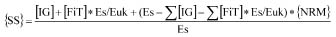 {SS} = [IG]+[FiT]*Es/Euk+(Es-∑[IG]-∑[FiT]*Es/Euk)*{NRM}
Es